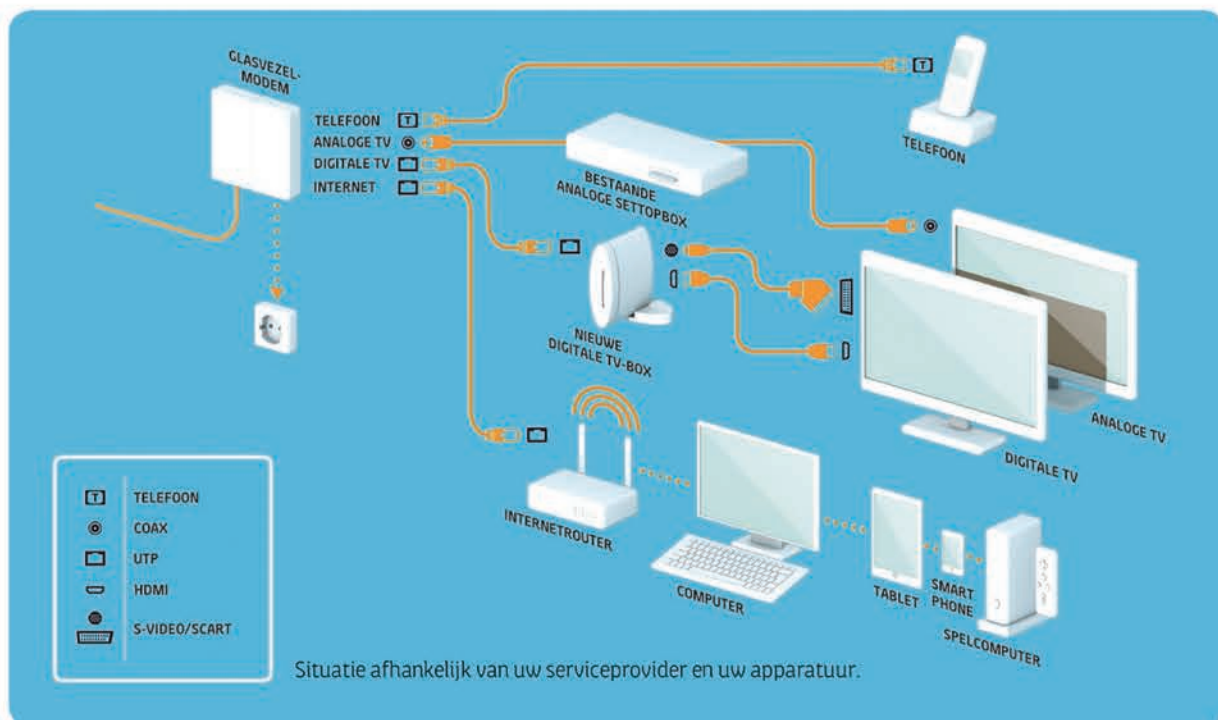 GLASVEZEL-
MODEM
TELEFOON T
ANALOGE TV
DIGITALE TV
INTERNET
T
TELEFOON
BESTAANDE
ANALOGE SETTOPBOX
NIEUWE
DIGITALE TV-BOX
ANALOGE TV
DIGITALE TV
INTERNETROUTER
COMPUTER
TABLET
SMART
PHONE
SPELCOMPUTER
T TELEFOON
COAX
UTP
HDMI
S-VIDEO/SCART
Situatie afhankelijk van uw serviceprovider en uw apparatuur.